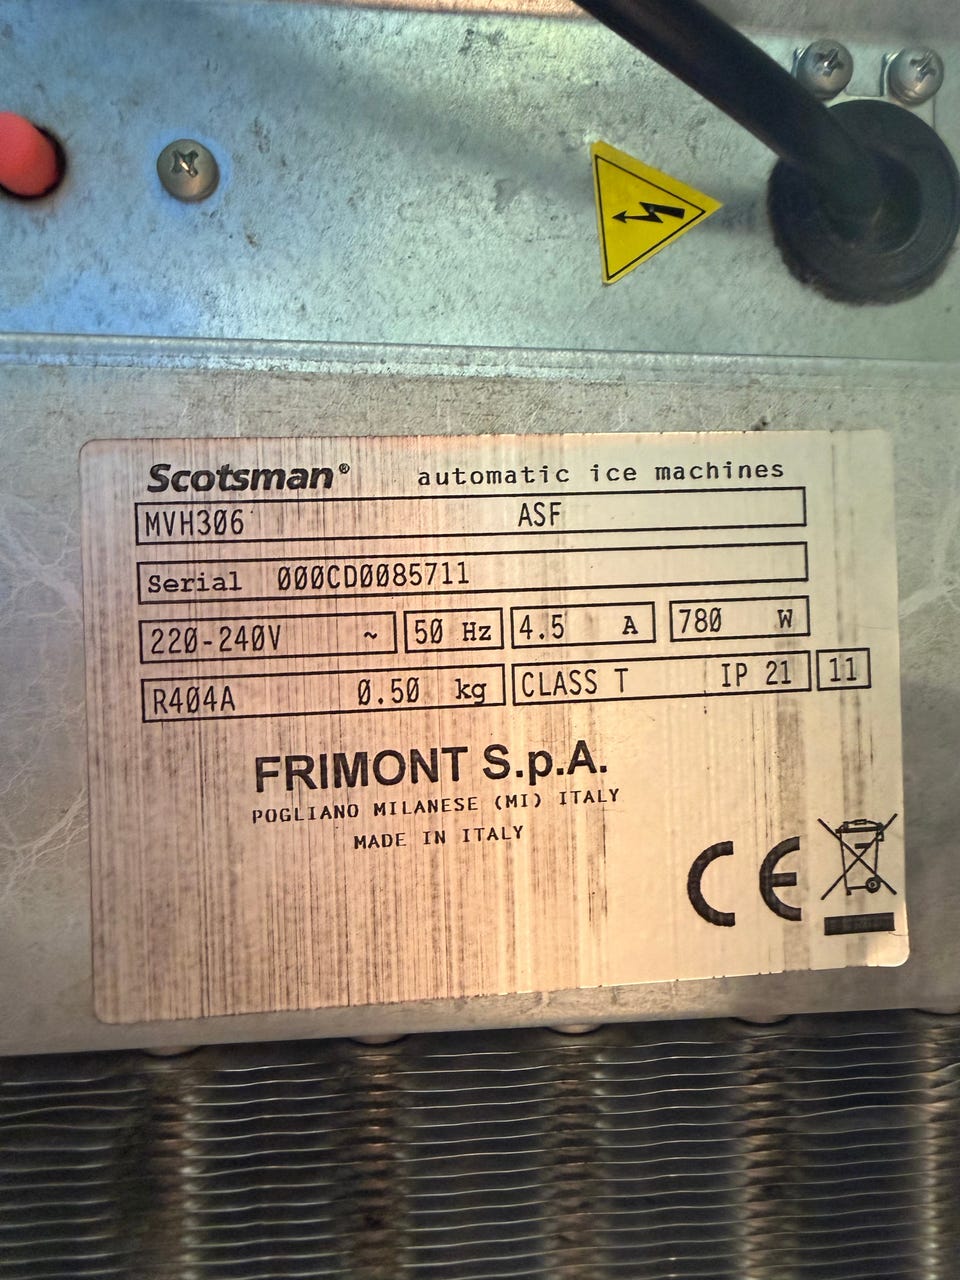 Scotsman® automatic ice machines
MVH306 ASF
Serial 000CD0085711
220-240V ~ 50 Hz 4.5 A 780 W
R404A 0.50 kg CLASS T IP 21 11
FRIMONT S.p.A.
POGLIANO MILANESE (MI) ITALY
MADE IN ITALY
CE